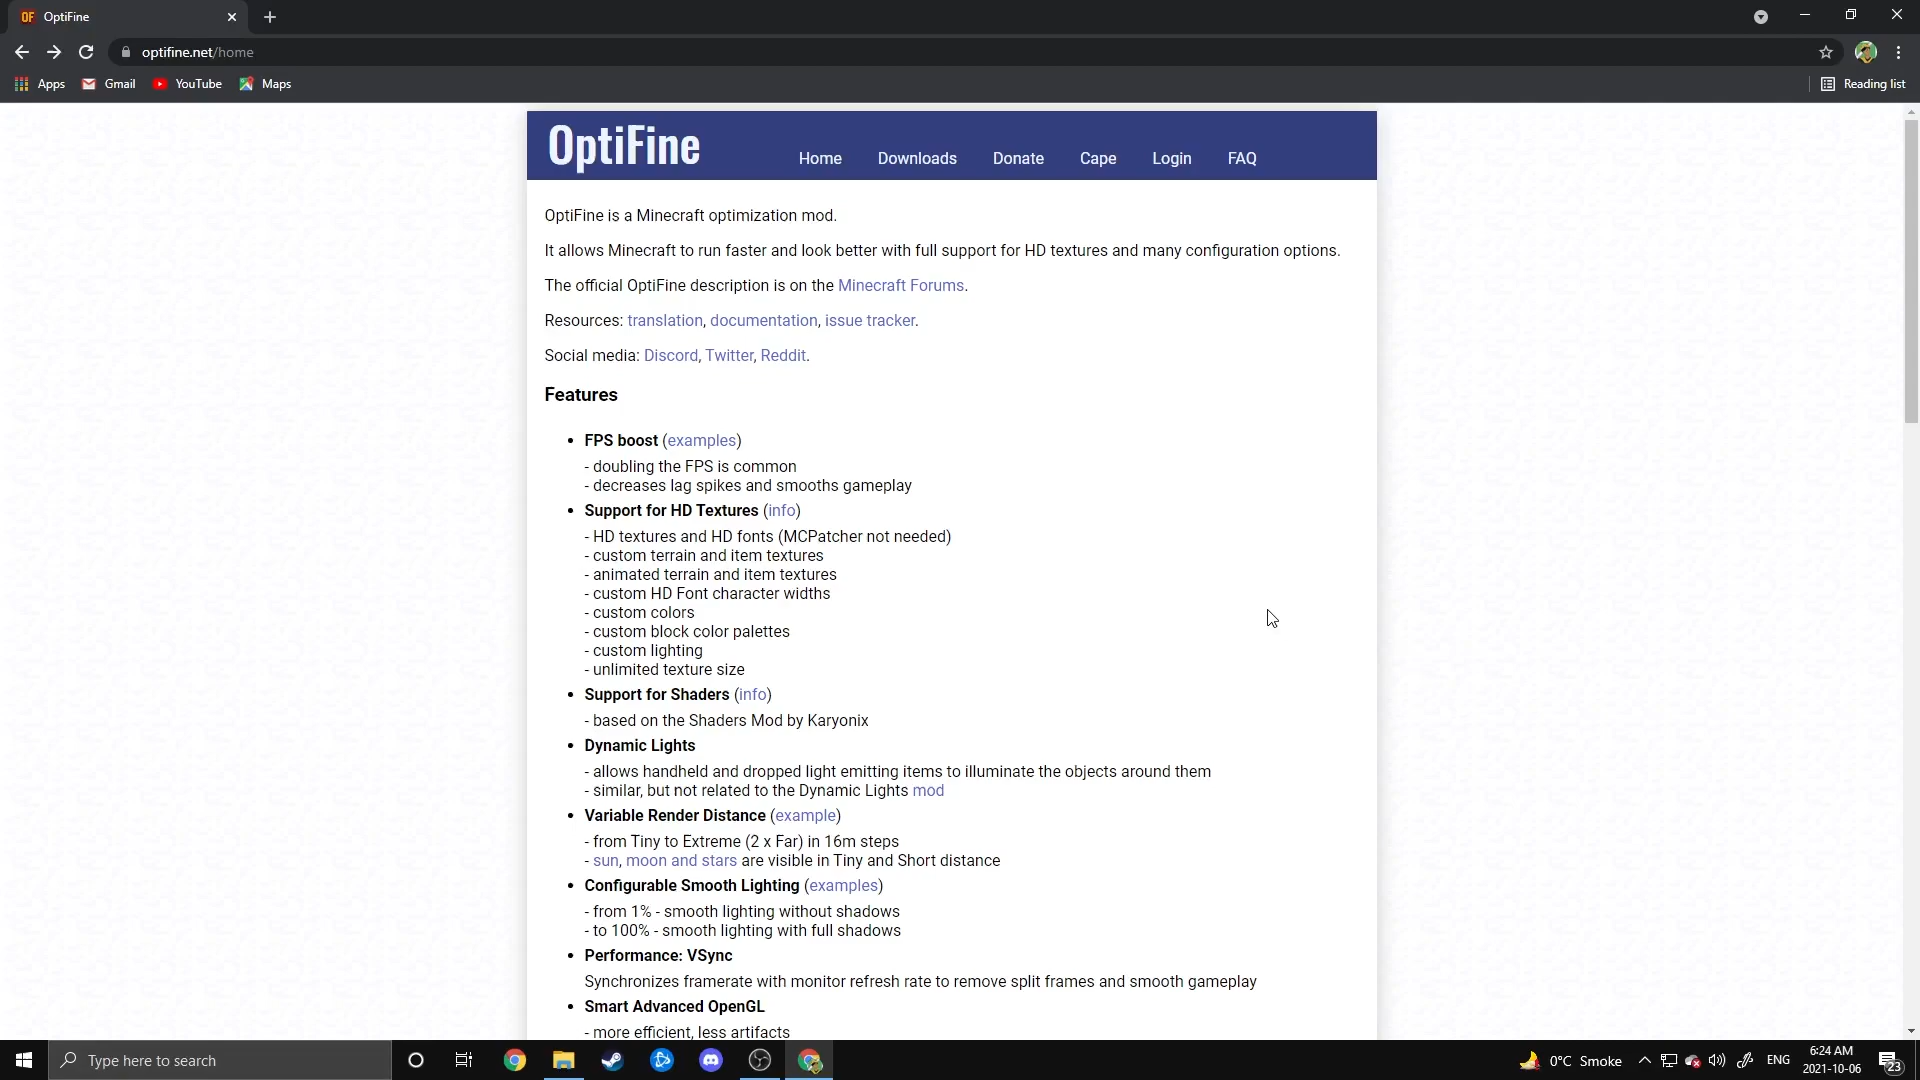 OF OptiFine
optifine.net/home
Apps Gmail YouTube Maps Reading list
OptiFine Home Downloads Donate Cape Login FAQ
OptiFine is a Minecraft optimization mod.
It allows Minecraft to run faster and look better with full support for HD textures and many configuration options.
The official OptiFine description is on the Minecraft Forums.
Resources: translation, documentation, issue tracker.
Social media: Discord, Twitter, Reddit.
Features
• FPS boost (examples)
- doubling the FPS is common
- decreases lag spikes and smooths gameplay
• Support for HD Textures (info)
- HD textures and HD fonts (MCPatcher not needed)
- custom terrain and item textures
- animated terrain and item textures
- custom HD Font character widths
- custom colors
- custom block color palettes
- custom lighting
- unlimited texture size
• Support for Shaders (info)
- based on the Shaders Mod by Karyonix
• Dynamic Lights
- allows handheld and dropped light emitting items to illuminate the objects around them
- similar, but not related to the Dynamic Lights mod
• Variable Render Distance (example)
- from Tiny to Extreme (2 x Far) in 16m steps
- sun, moon and stars are visible in Tiny and Short distance
• Configurable Smooth Lighting (examples)
- from 1% - smooth lighting without shadows
- to 100% - smooth lighting with full shadows
• Performance: VSync
Synchronizes framerate with monitor refresh rate to remove split frames and smooth gameplay
• Smart Advanced OpenGL
- more efficient, less artifacts
Type here to search
0°C Smoke
ENG
6:24 AM
2021-10-06
23